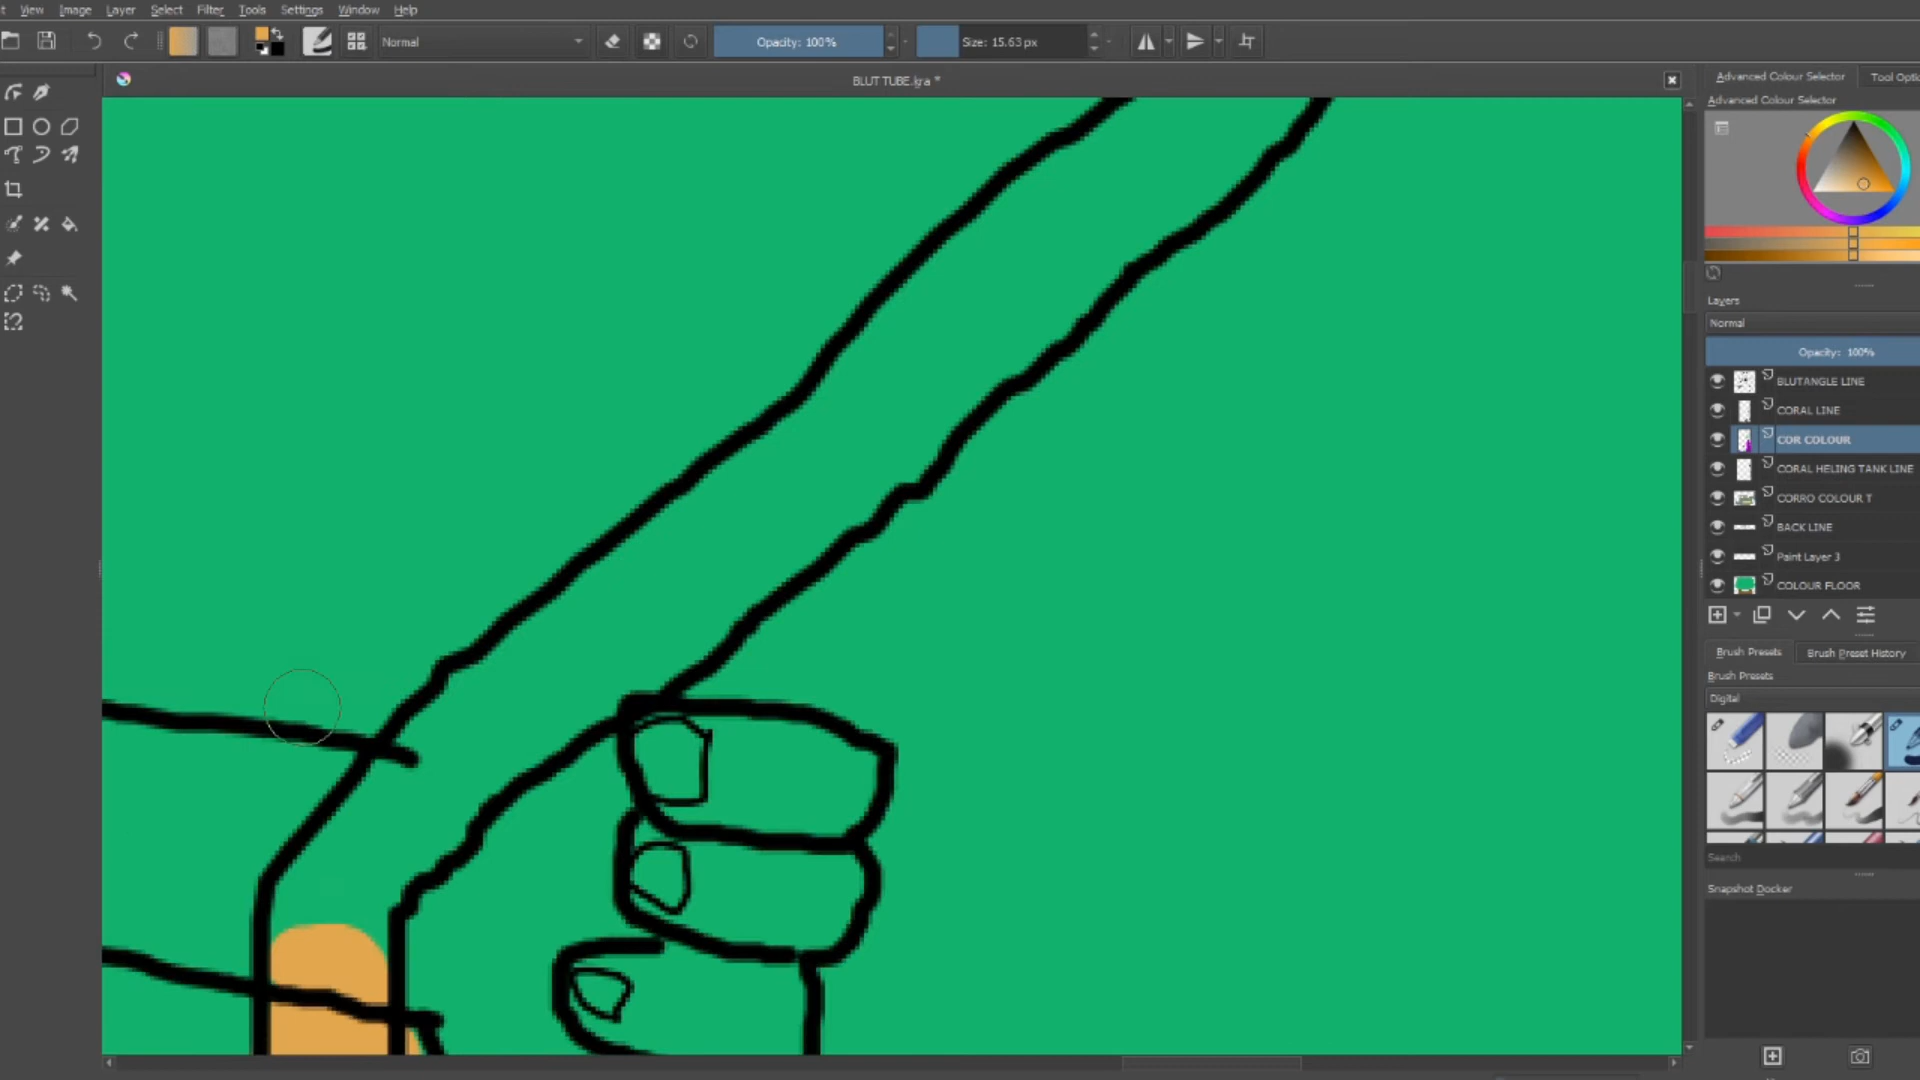 View Image Layer Select Filter Tools Settings Window Help
Normal
Opacity: 100%
Size: 15.63 px
BLUT TUBE.kra *
Advanced Colour Selector
Tool Optio
Advanced Colour Selector
Layers
Normal
Opacity: 100%
BLUTANGLE LINE
CORAL LINE
COR COLOUR
CORAL HELING TANK LINE
CORRO COLOUR T
BACK LINE
Paint Layer 3
COLOUR FLOOR
Brush Presets
Brush Preset History
Brush Presets
Digital
Search
Snapshot Docker